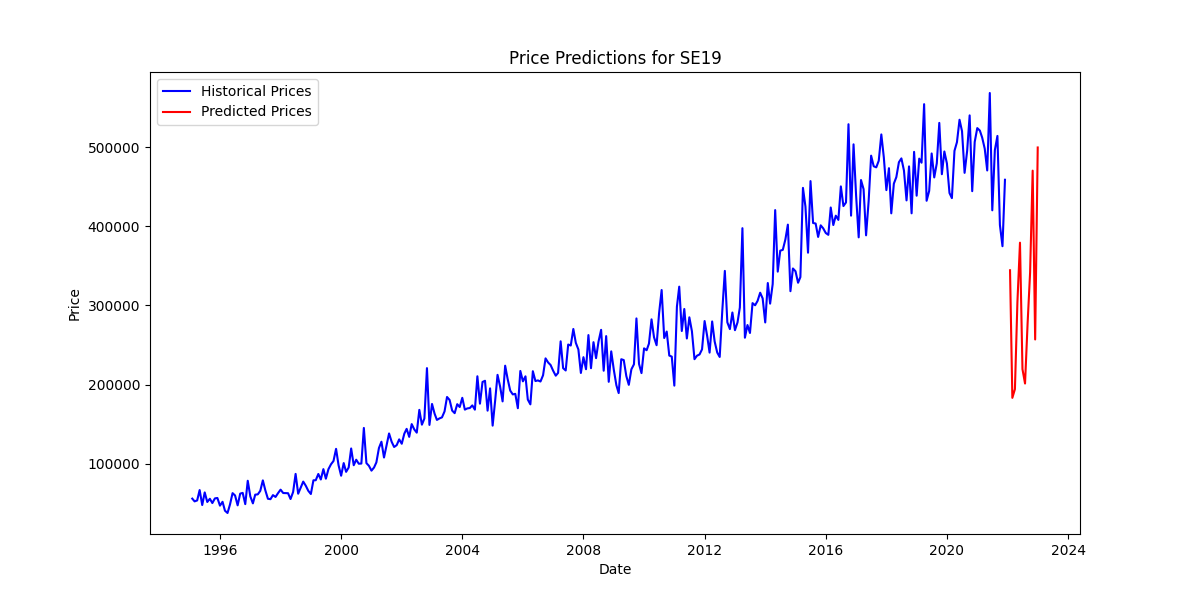 Price Predictions for SE19
Historical Prices
Predicted Prices
500000
400000
300000
200000
100000
Price
1996
2000
2004
2008
2012
2016
2020
2024
Date